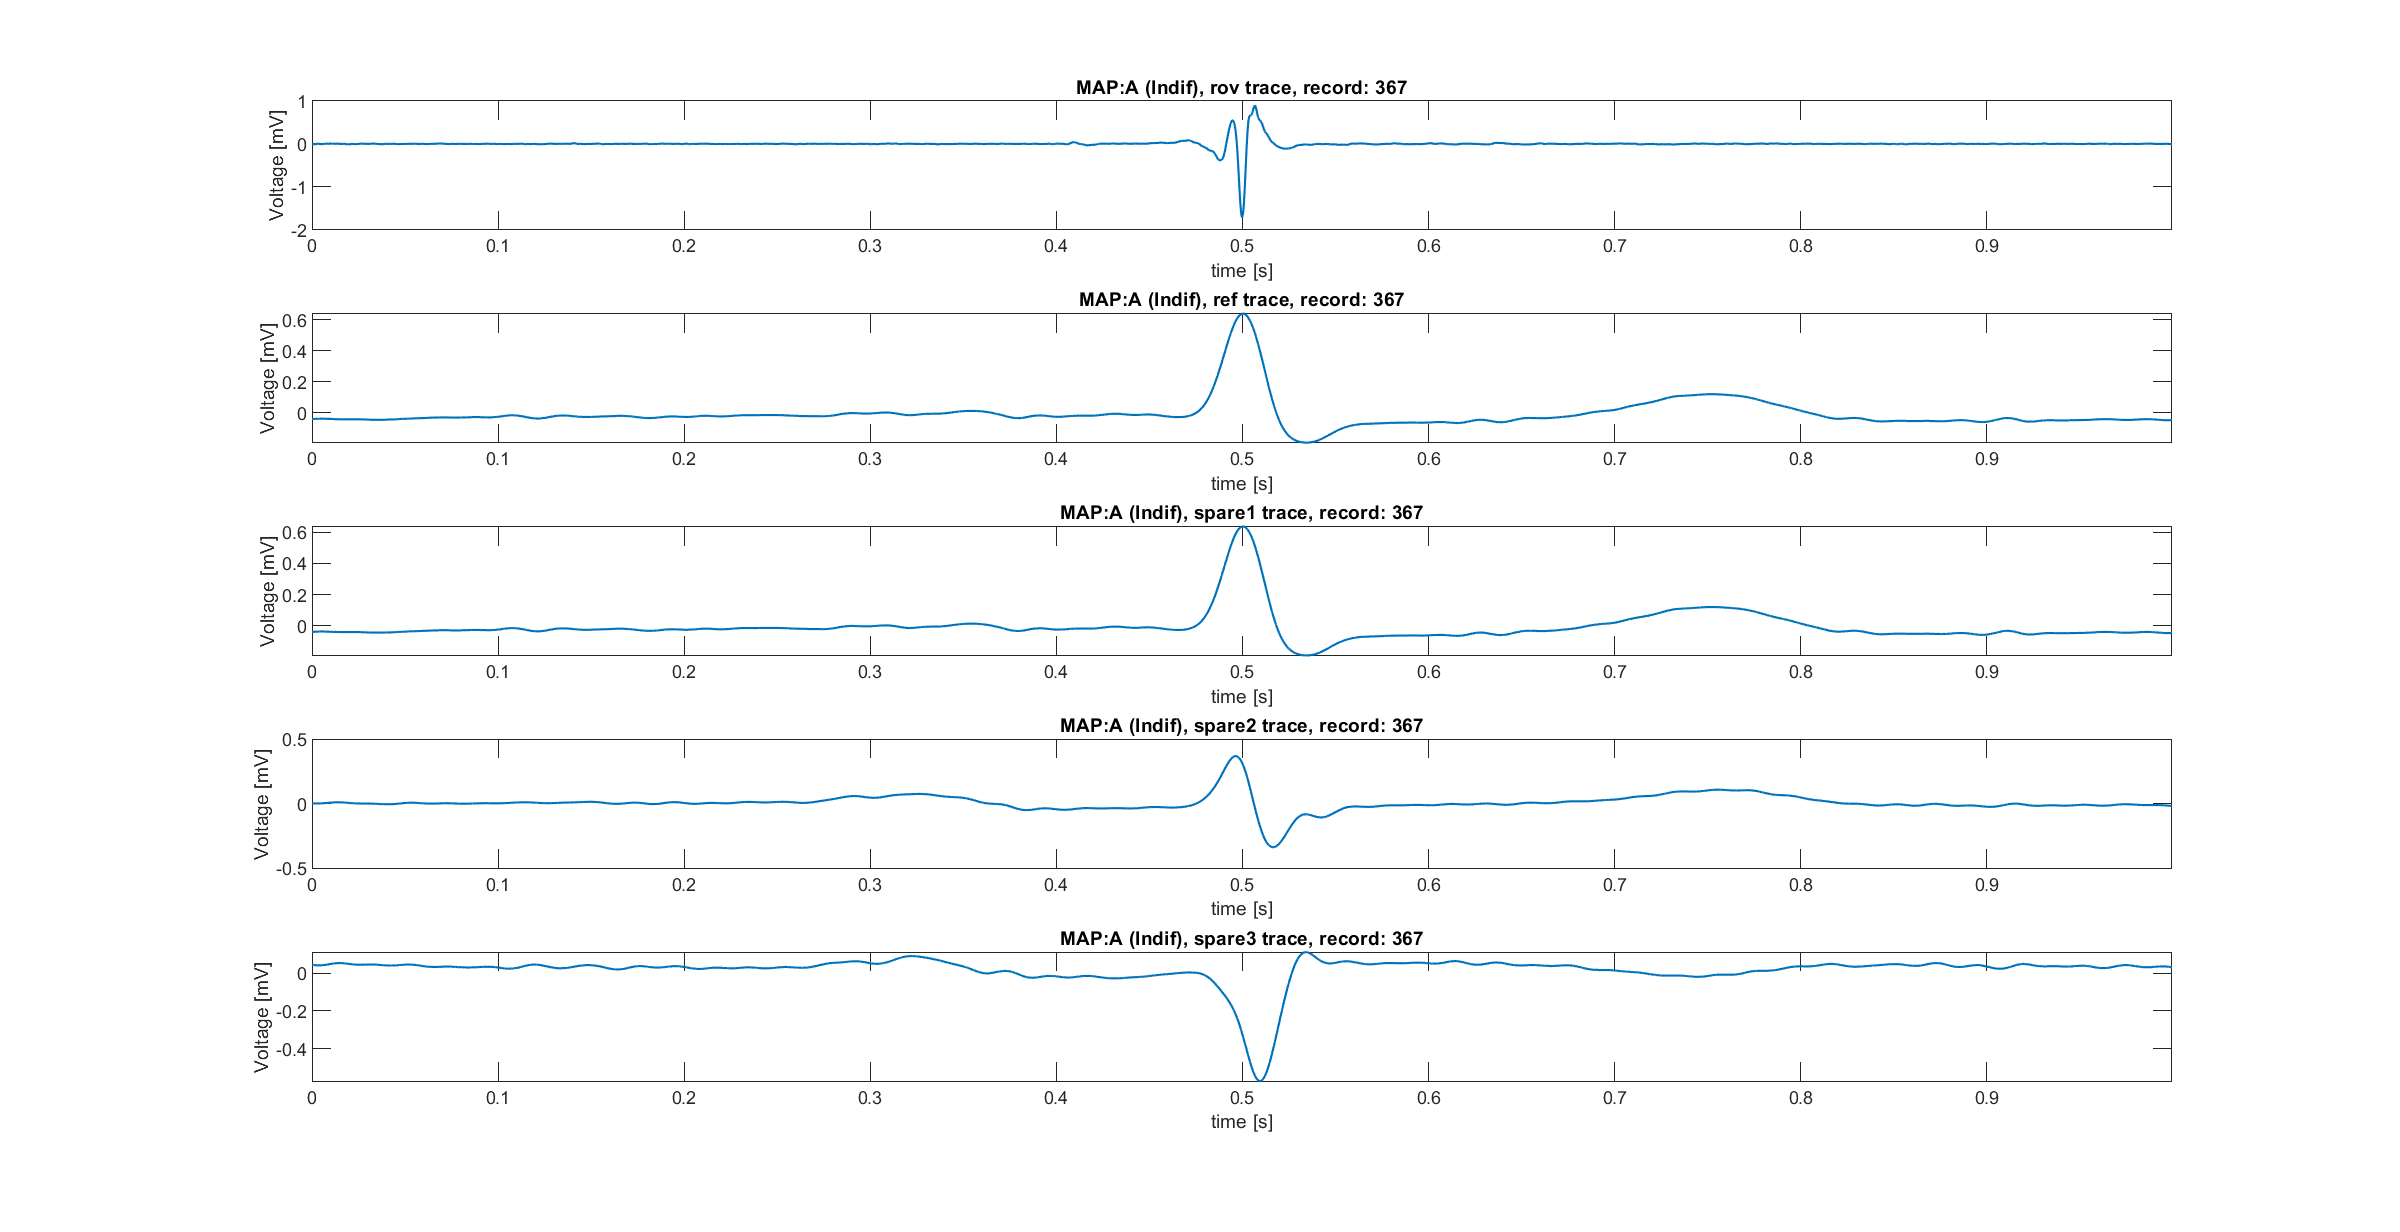 MAP:A (Indif), rov trace, record: 367
Voltage [mV]
1
0
-1
-2
0 0.1 0.2 0.3 0.4 0.5 0.6 0.7 0.8 0.9
time [s]
MAP:A (Indif), ref trace, record: 367
Voltage [mV]
0.6
0.4
0.2
0
0 0.1 0.2 0.3 0.4 0.5 0.6 0.7 0.8 0.9
time [s]
MAP:A (Indif), spare1 trace, record: 367
Voltage [mV]
0.6
0.4
0.2
0
0 0.1 0.2 0.3 0.4 0.5 0.6 0.7 0.8 0.9
time [s]
MAP:A (Indif), spare2 trace, record: 367
Voltage [mV]
0.5
0
-0.5
0 0.1 0.2 0.3 0.4 0.5 0.6 0.7 0.8 0.9
time [s]
MAP:A (Indif), spare3 trace, record: 367
Voltage [mV]
0
-0.2
-0.4
0 0.1 0.2 0.3 0.4 0.5 0.6 0.7 0.8 0.9
time [s]